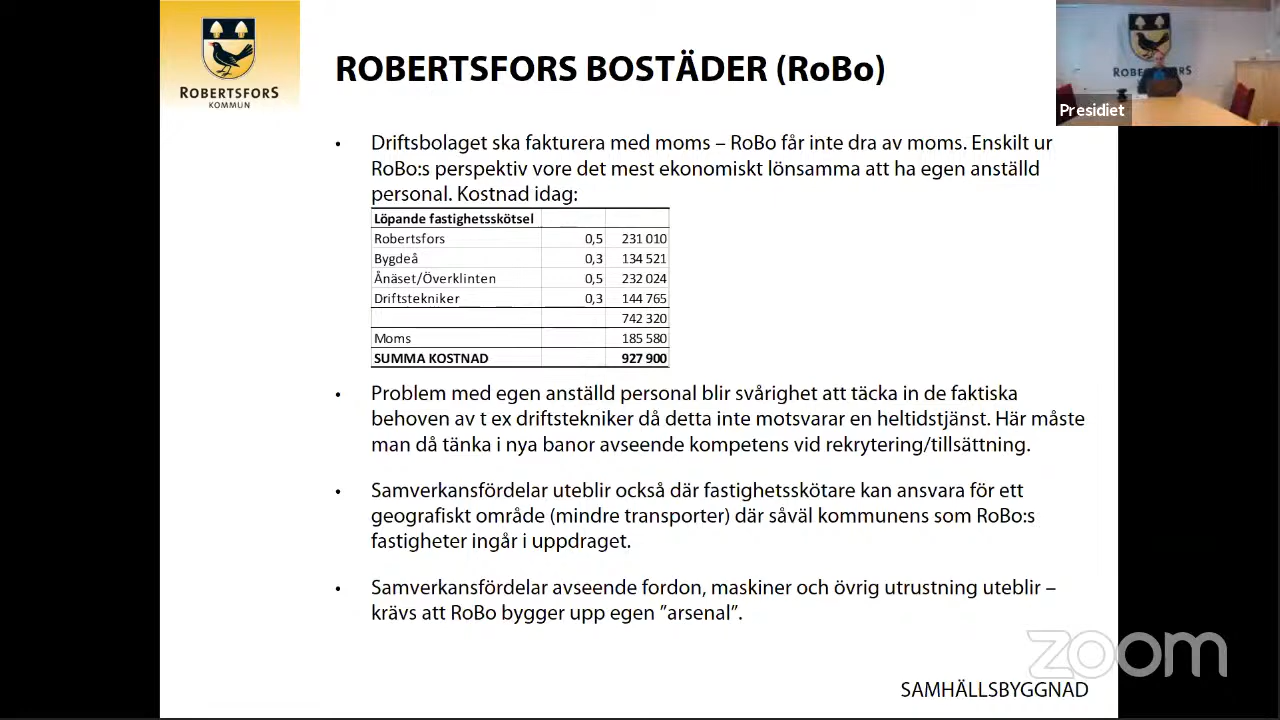 ROBERTSFORS
KOMMUN
ROBERTSFORS BOSTÄDER (RoBo)
ROBERTSFORS
Presidiet
• Driftsbolaget ska fakturera med moms – RoBo får inte dra av moms. Enskilt ur
RoBo:s perspektiv vore det mest ekonomiskt lönsamma att ha egen anställd
personal. Kostnad idag:
Löpande fastighetsskötsel
Robertsfors 0,5 231 010
Bygdeå 0,3 134 521
Ånäset/Överklinten 0,5 232 024
Driftstekniker 0,3 144 765
742 320
Moms 185 580
SUMMA KOSTNAD 927 900
• Problem med egen anställd personal blir svårighet att täcka in de faktiska
behoven av t ex driftstekniker då detta inte motsvarar en heltidstjänst. Här måste
man då tänka i nya banor avseende kompetens vid rekrytering/tillsättning.
• Samverkansfördelar uteblir också där fastighetsskötare kan ansvara för ett
geografiskt område (mindre transporter) där såväl kommunens som RoBo:s
fastigheter ingår i uppdraget.
• Samverkansfördelar avseende fordon, maskiner och övrig utrustning uteblir –
krävs att RoBo bygger upp egen ”arsenal”.
zoom
SAMHÄLLSBYGGNAD